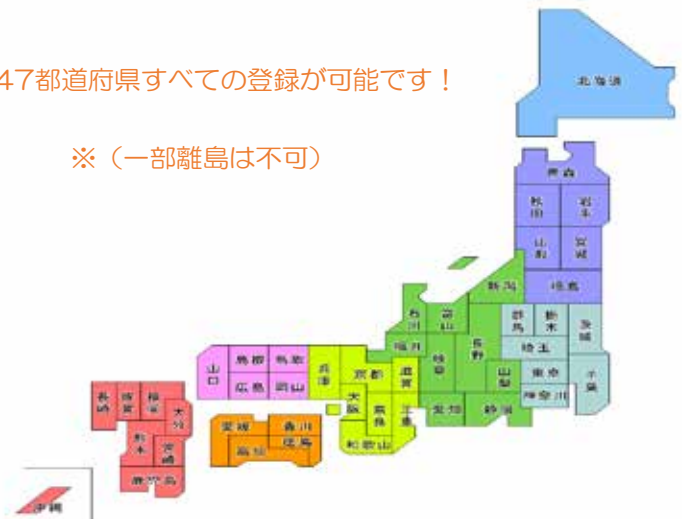 47都道府県すべての登録が可能です！
※（一部離島は不可）
北海道
青森
秋田
岩手
山形
宮城
新潟
福島
石川
富山
群馬
栃木
茨城
福井
岐阜
長野
埼玉
山梨
東京
千葉
神奈川
愛知
静岡
山口
島根
鳥取
広島
岡山
兵庫
京都
滋賀
大阪
奈良
三重
和歌山
愛媛
香川
高知
徳島
長崎
佐賀
福岡
大分
熊本
宮崎
鹿児島
沖縄